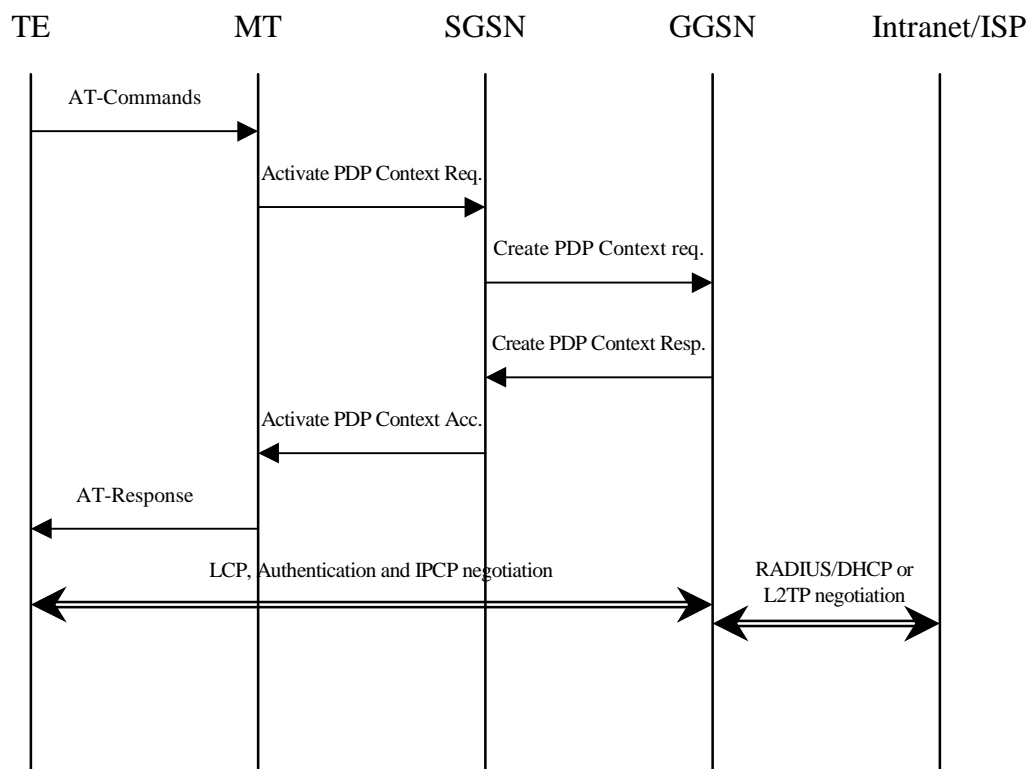 TE MT SGSN GGSN Intranet/ISP
AT-Commands
Activate PDP Context Req.
Create PDP Context req.
Create PDP Context Resp.
Activate PDP Context Acc.
AT-Response
LCP, Authentication and IPCP negotiation
RADIUS/DHCP or
L2TP negotiation